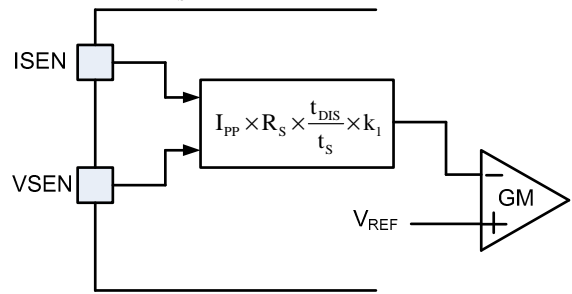 ISEN
I_PP × R_S × t_DIS/t_S × k_1
VSEN
−
GM
V_REF
+